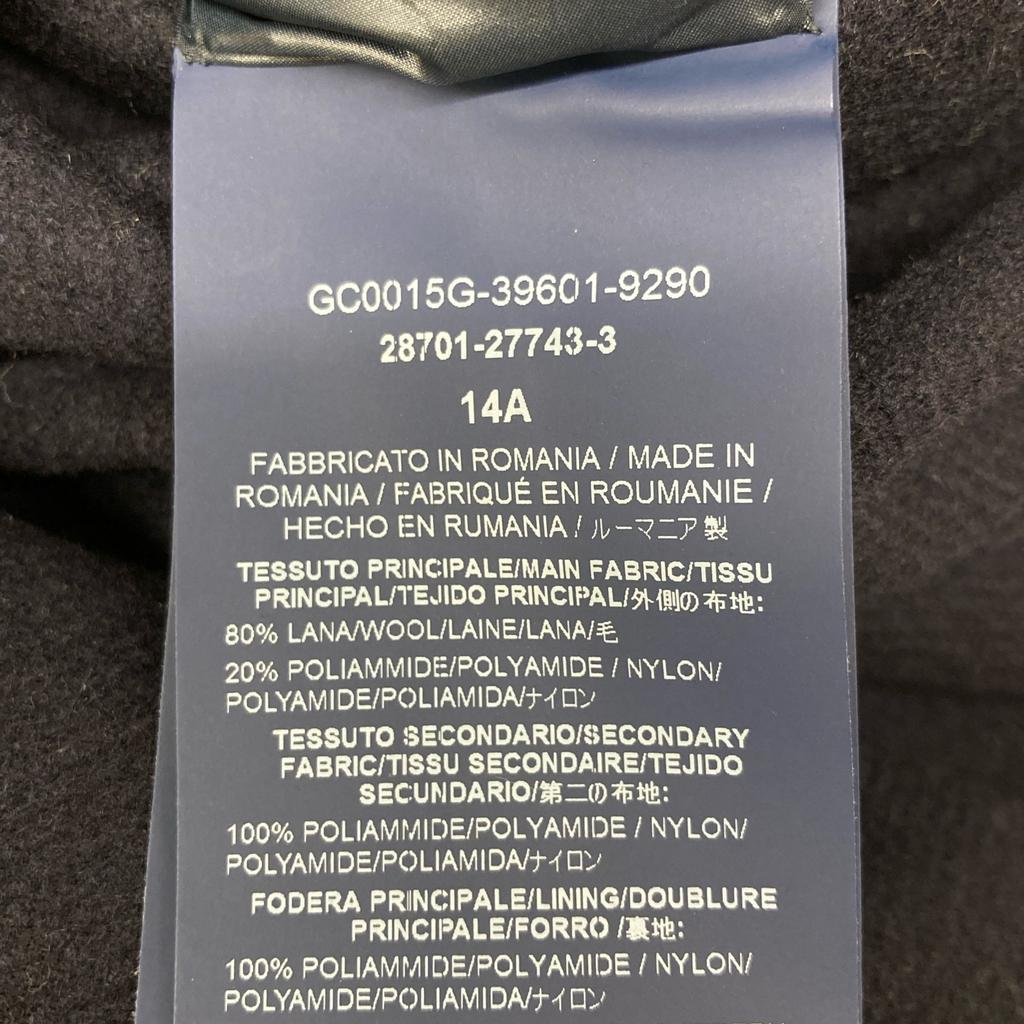 GC0015G-39601-9290
28701-27743-3
14A
FABBRICATO IN ROMANIA / MADE IN
ROMANIA / FABRIQUÉ EN ROUMANIE /
HECHO EN RUMANIA / ルーマニア製
TESSUTO PRINCIPALE/MAIN FABRIC/TISSU
PRINCIPAL/TEJIDO PRINCIPAL/外側の布地:
80% LANA/WOOL/LAINE/LANA/毛
20% POLIAMMIDE/POLYAMIDE / NYLON/
POLYAMIDE/POLIAMIDA/ナイロン
TESSUTO SECONDARIO/SECONDARY
FABRIC/TISSU SECONDAIRE/TEJIDO
SECUNDARIO/第二の布地:
100% POLIAMMIDE/POLYAMIDE / NYLON/
POLYAMIDE/POLIAMIDA/ナイロン
FODERA PRINCIPALE/LINING/DOUBLURE
PRINCIPALE/FORRO /裏地:
100% POLIAMMIDE/POLYAMIDE / NYLON/
POLYAMIDE/POLIAMIDA/ナイロン